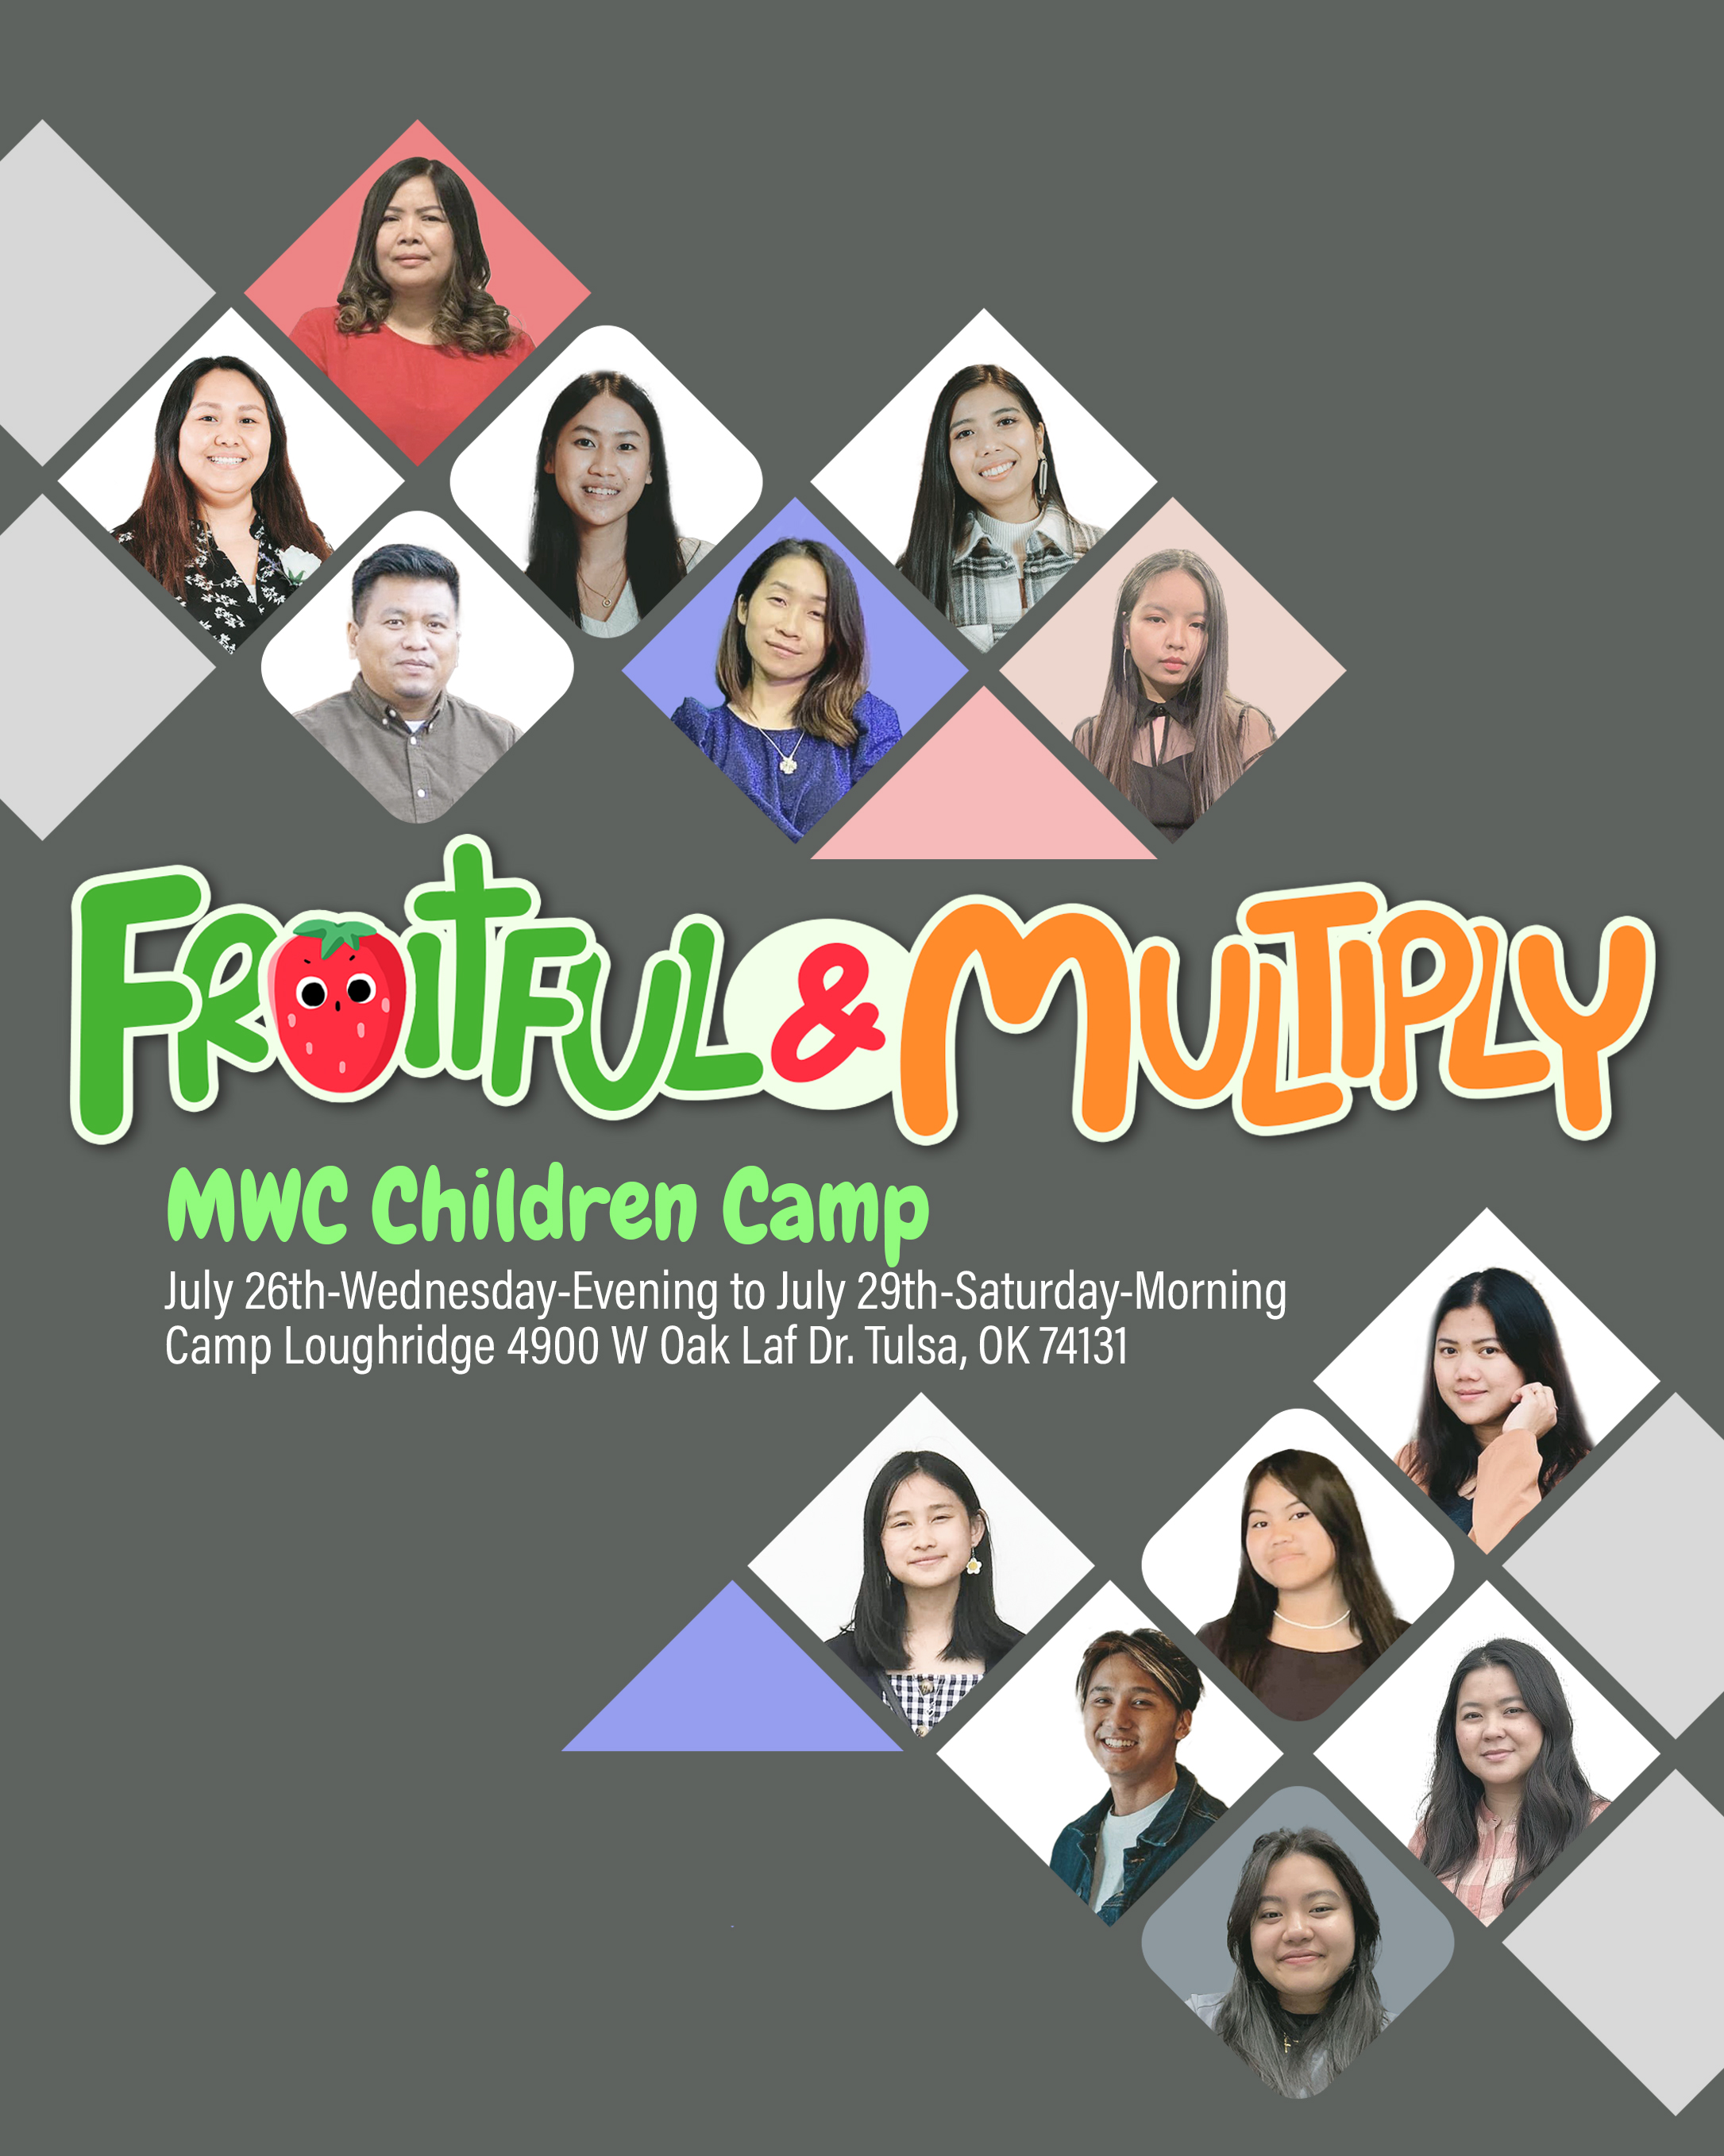 FRUITFUL & MULTIPLY
MWC Children Camp
July 26th-Wednesday-Evening to July 29th-Saturday-Morning
Camp Loughridge 4900 W Oak Laf Dr. Tulsa, OK 74131